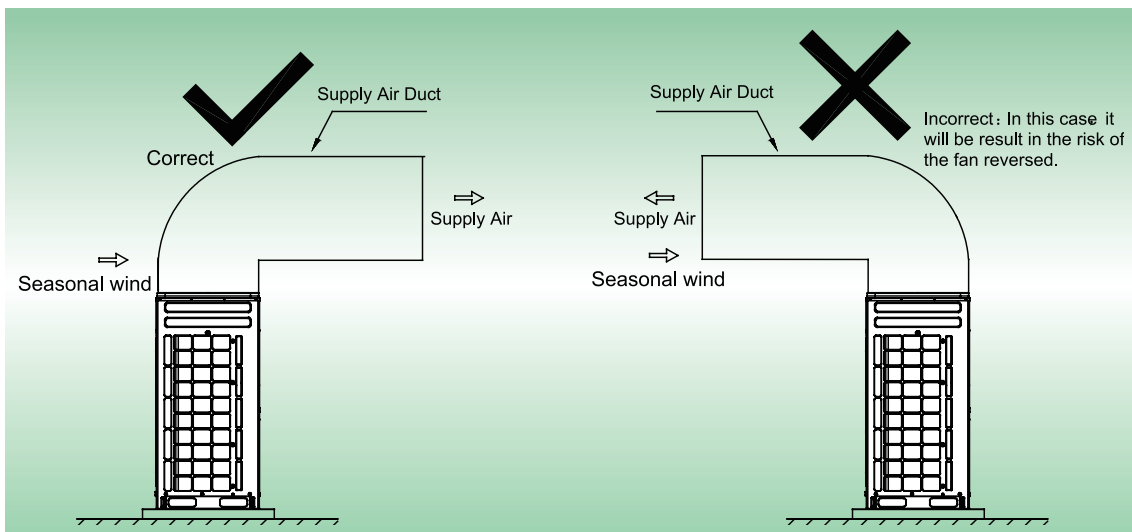 Supply Air Duct
Correct
Supply Air
Seasonal wind
Supply Air Duct
Incorrect: In this case it
will be result in the risk of
the fan reversed.
Supply Air
Seasonal wind